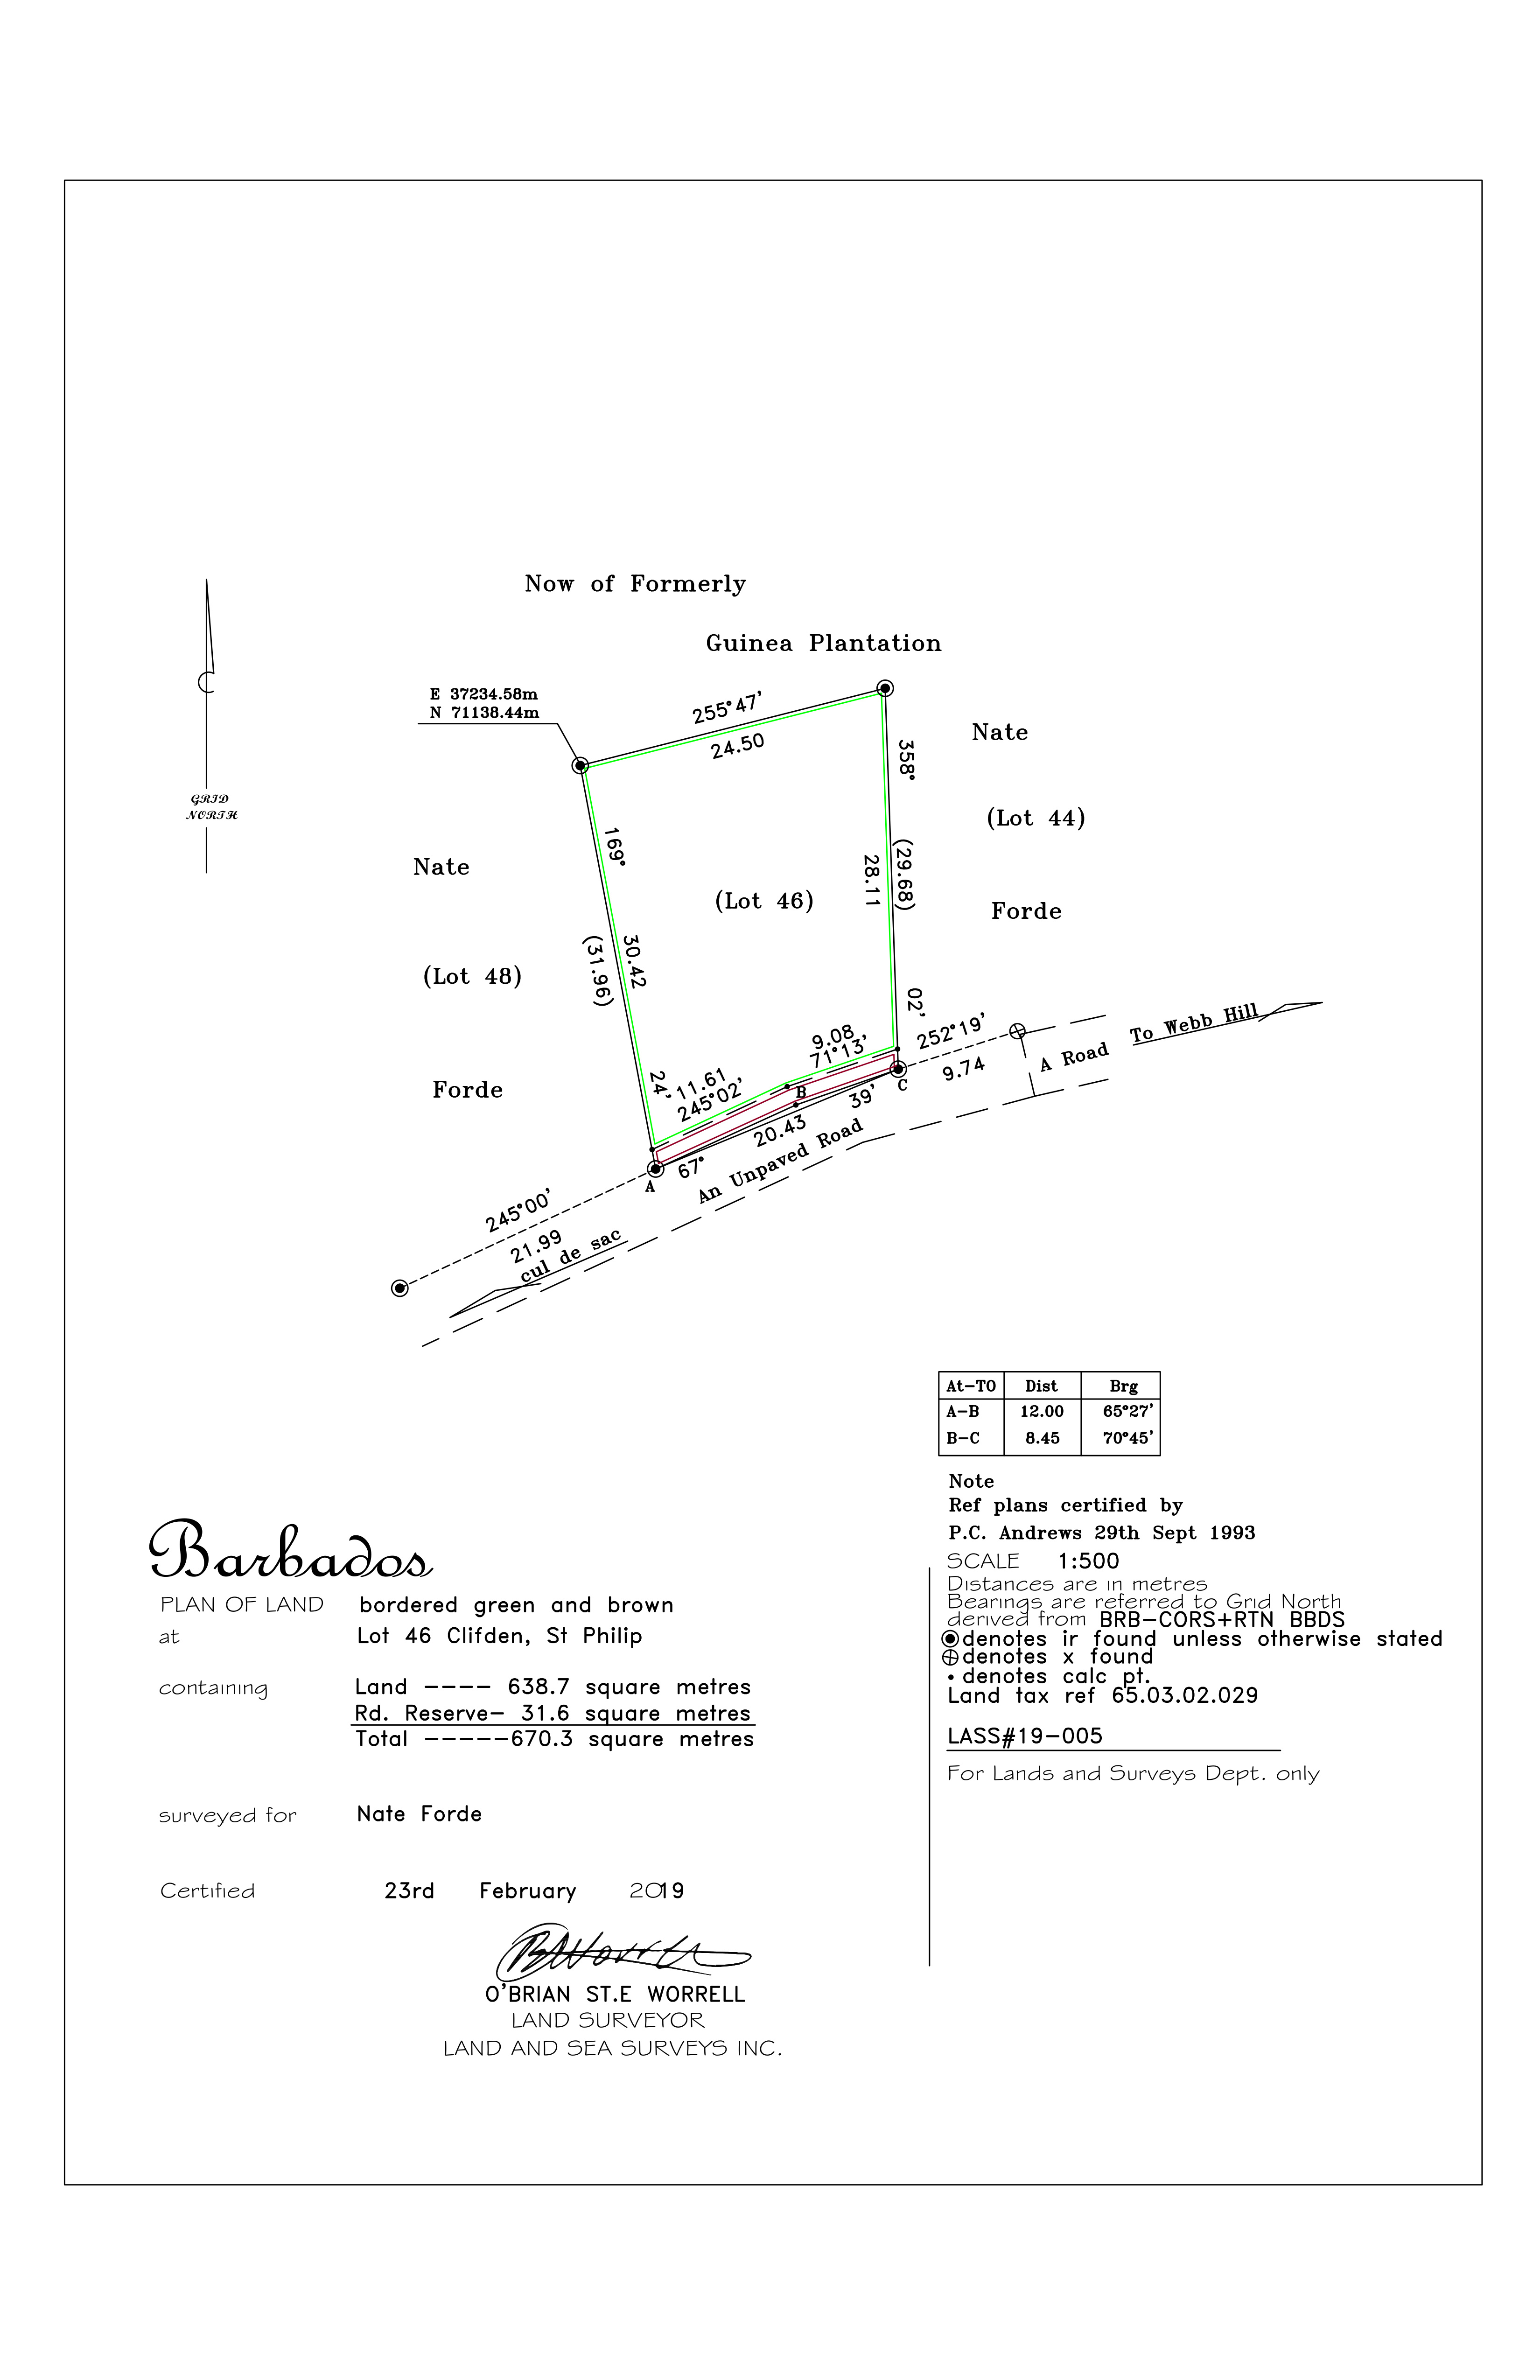 Now of Formerly
Guinea Plantation
E 37234.58m
N 71138.44m
255°47'
24.50
Nate
358°
(Lot 44)
GRID
NORTH
169°
Nate
(29.68)
28.11
(Lot 46)
Forde
30.42
(31.96)
(Lot 48)
02'
To Webb Hill
252°19'
9.08
71°13'
A Road
9.74
24'
11.61
245°02'
Forde
B
C
39'
20.43
An Unpaved Road
67°
A
245°00'
21.99
cul de sac
At-TO Dist Brg
A-B 12.00 65°27'
B-C 8.45 70°45'
Note
Ref plans certified by
P.C. Andrews 29th Sept 1993
SCALE 1:500
Distances are in metres
Bearings are referred to Grid North
derived from BRB-CORS+RTN BBDS
denotes ir found unless otherwise stated
denotes x found
denotes calc pt.
Land tax ref 65.03.02.029
LASS#19-005
For Lands and Surveys Dept. only
Barbados
PLAN OF LAND bordered green and brown
at Lot 46 Clifden, St Philip
containing Land ---- 638.7 square metres
Rd. Reserve- 31.6 square metres
Total -----670.3 square metres
surveyed for Nate Forde
Certified 23rd February 2019
BWorrell
O'BRIAN ST.E WORRELL
LAND SURVEYOR
LAND AND SEA SURVEYS INC.